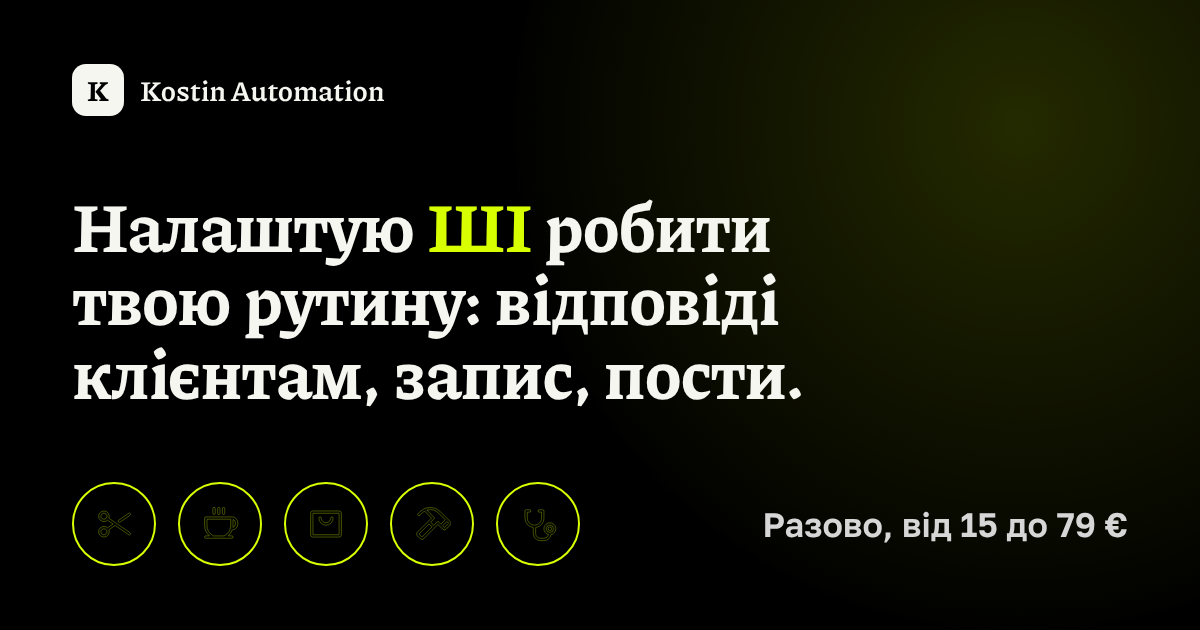 K
Kostin Automation
Налаштую ШІ робити
твою рутину: відповіді
клієнтам, запис, пости.
Разово, від 15 до 79 €